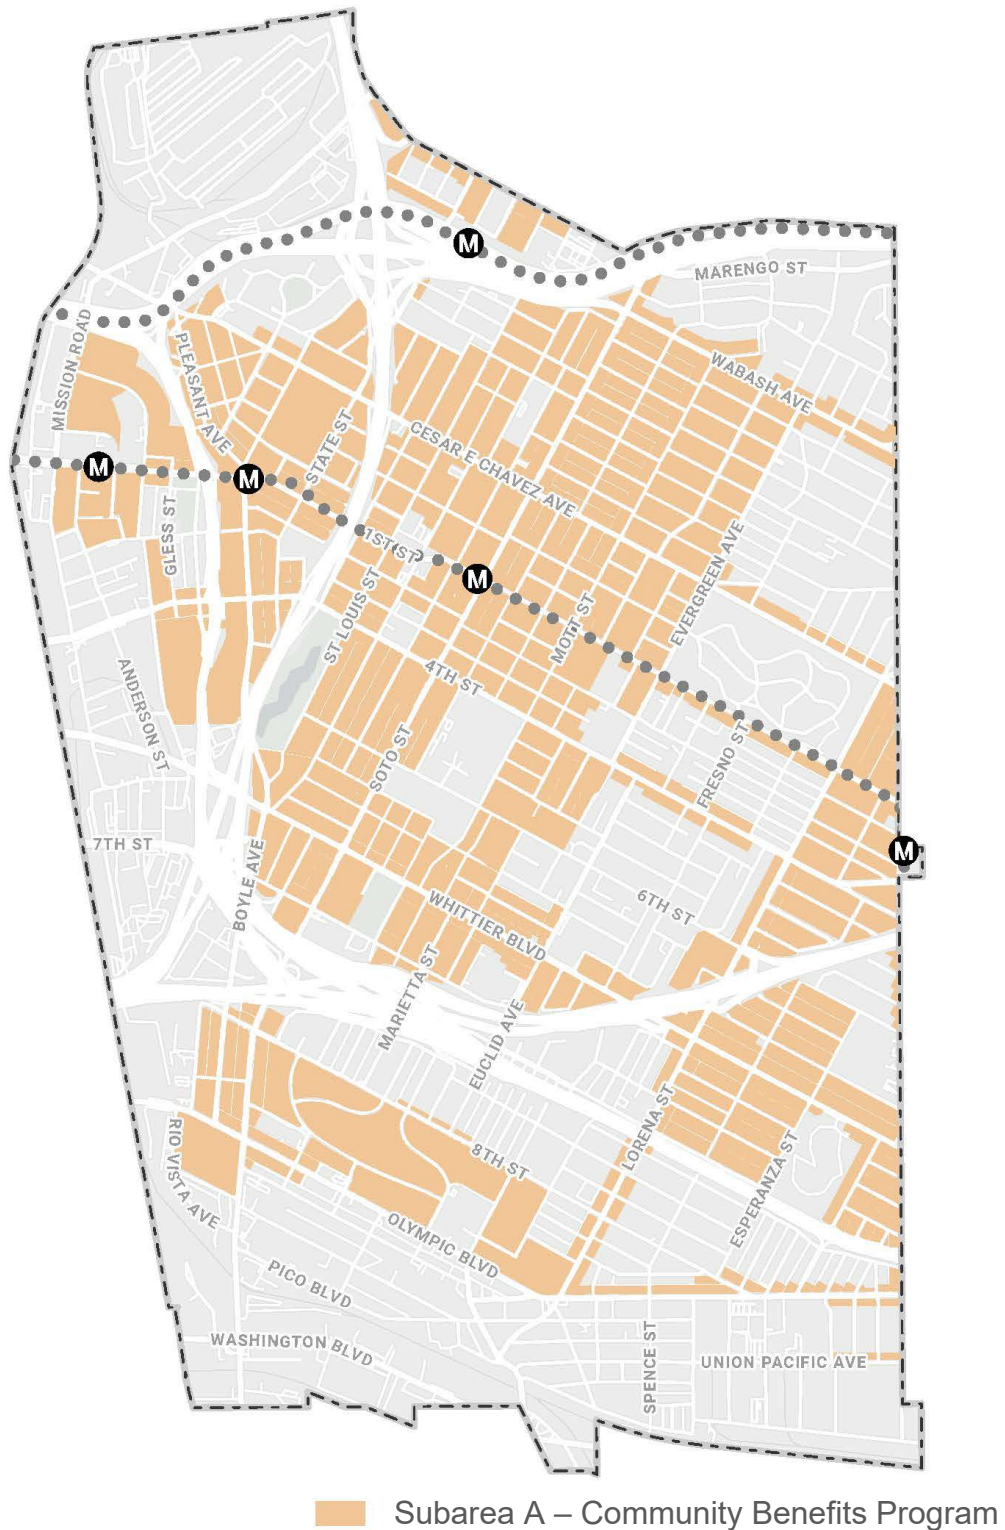 M
MARENGO ST
MISSION ROAD
PLEASANT AVE
WABASH AVE
STATE ST
CESAR E CHAVEZ AVE
M
M
GLESS ST
1ST ST
EVERGREEN AVE
M
ST LOUIS ST
MOTT ST
4TH ST
ANDERSON ST
SOTO ST
FRESNO ST
7TH ST
M
BOYLE AVE
WHITTIER BLVD
6TH ST
MARIETTA ST
EUCLID AVE
LORENA ST
RIO VISTA AVE
8TH ST
ESPERANZA ST
OLYMPIC BLVD
PICO BLVD
WASHINGTON BLVD
SPENCE ST
UNION PACIFIC AVE
Subarea A – Community Benefits Program